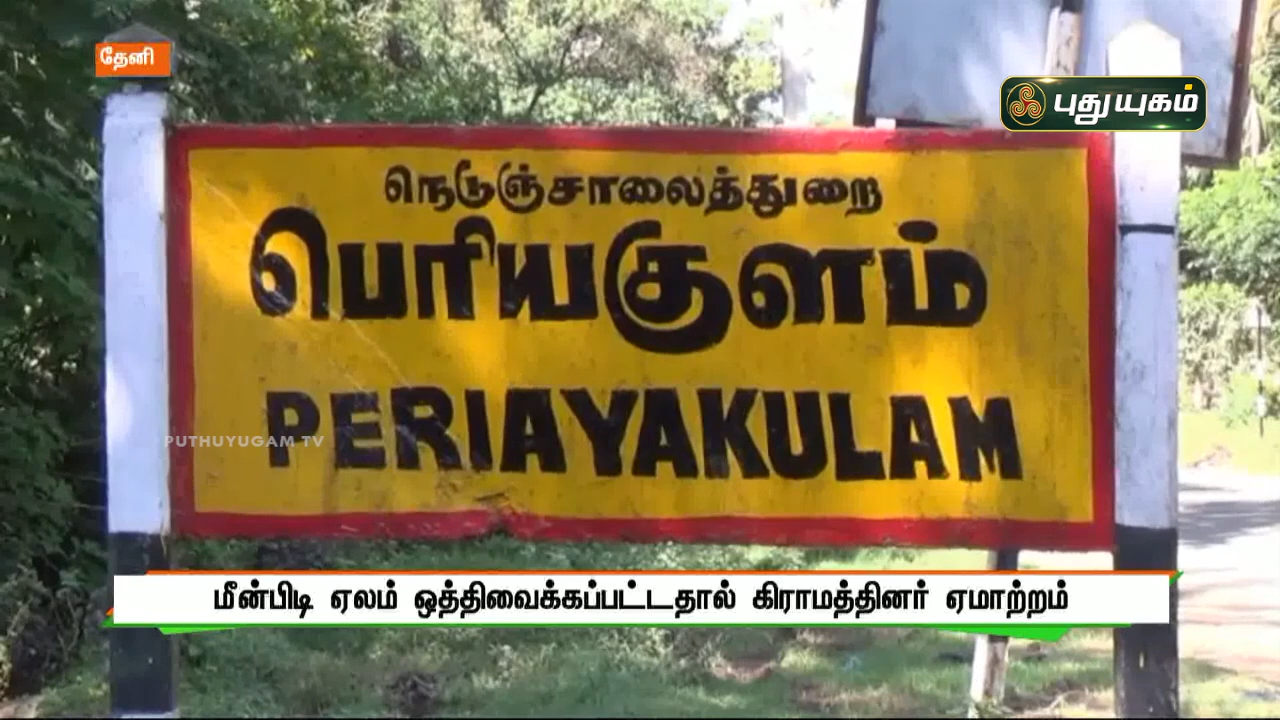 தேனி
புதுயுகம்
நெடுஞ்சாலைத்துறை
பெரியகுளம்
PERIAYAKULAM
PUTHUYUGAM TV
மீன்பிடி ஏலம் ஒத்திவைக்கப்பட்டதால் கிராமத்தினர் ஏமாற்றம்